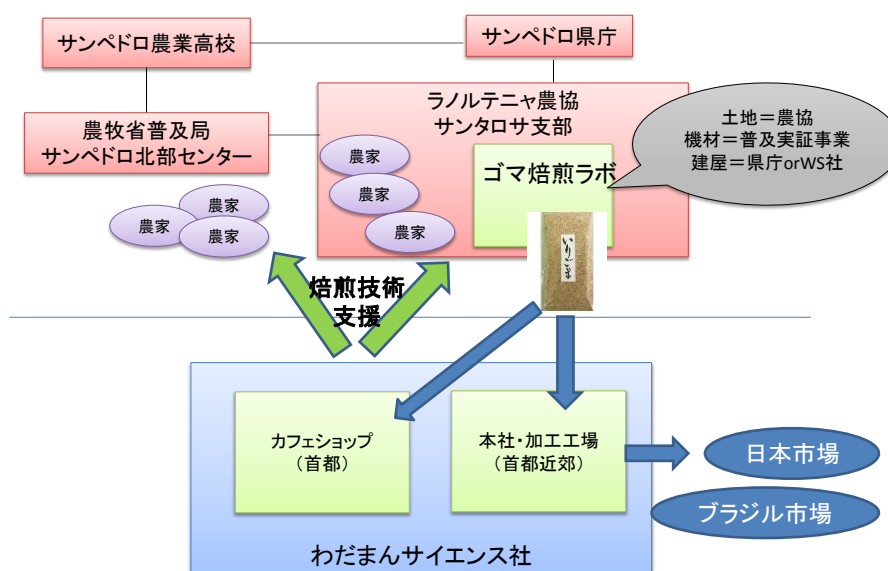 サンペドロ農業高校
サンペドロ県庁
農牧省普及局
サンペドロ北部センター
ラノルテニャ農協
サンタロサ支部
ゴマ焙煎ラボ
土地=農協
機材=普及実証事業
建屋=県庁orWS社
農家
農家
農家
農家
農家
農家
いりごま
焙煎技術
支援
カフェショップ
(首都)
本社・加工工場
(首都近郊)
日本市場
ブラジル市場
わだまんサイエンス社